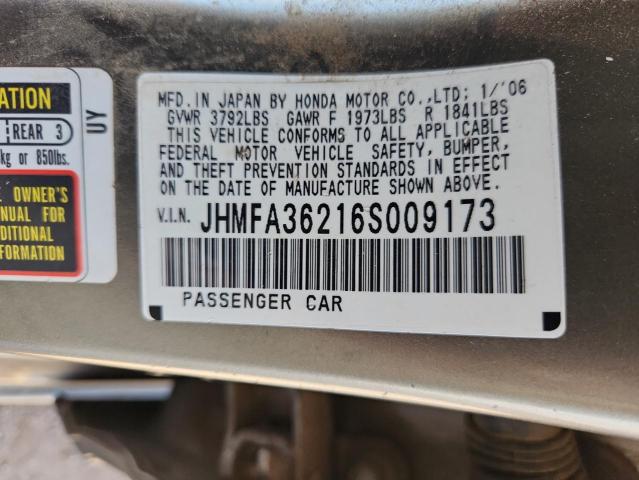 ATION
REAR 3
kg or 850lbs.
E OWNER'S
ANUAL FOR
DITIONAL
FORMATION
UY
MFD.IN JAPAN BY HONDA MOTOR CO.,LTD; 1/'06
GVWR 3792LBS GAWR F 1973LBS R 1841LBS
THIS VEHICLE CONFORMS TO ALL APPLICABLE
FEDERAL MOTOR VEHICLE SAFETY, BUMPER,
AND THEFT PREVENTION STANDARDS IN EFFECT
ON THE DATE OF MANUFACTURE SHOWN ABOVE.
V.I.N. JHMFA36216S009173
PASSENGER CAR